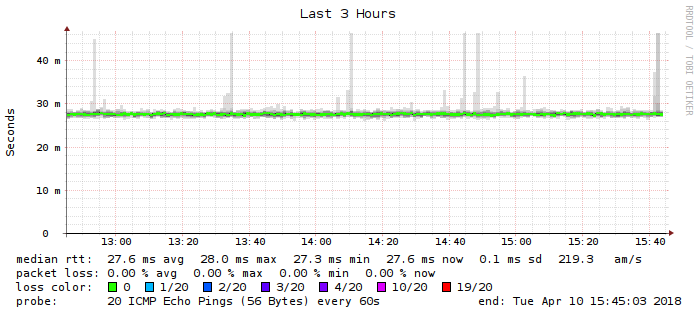 Last 3 Hours
RRDTOOL / TOBI OETIKER
Seconds
40 m
30 m
20 m
10 m
0
13:00 13:20 13:40 14:00 14:20 14:40 15:00 15:20 15:40
median rtt: 27.6 ms avg 28.0 ms max 27.3 ms min 27.6 ms now 0.1 ms sd 219.3 am/s
packet loss: 0.00 % avg 0.00 % max 0.00 % min 0.00 % now
loss color: 0 1/20 2/20 3/20 4/20 10/20 19/20
probe: 20 ICMP Echo Pings (56 Bytes) every 60s end: Tue Apr 10 15:45:03 2018